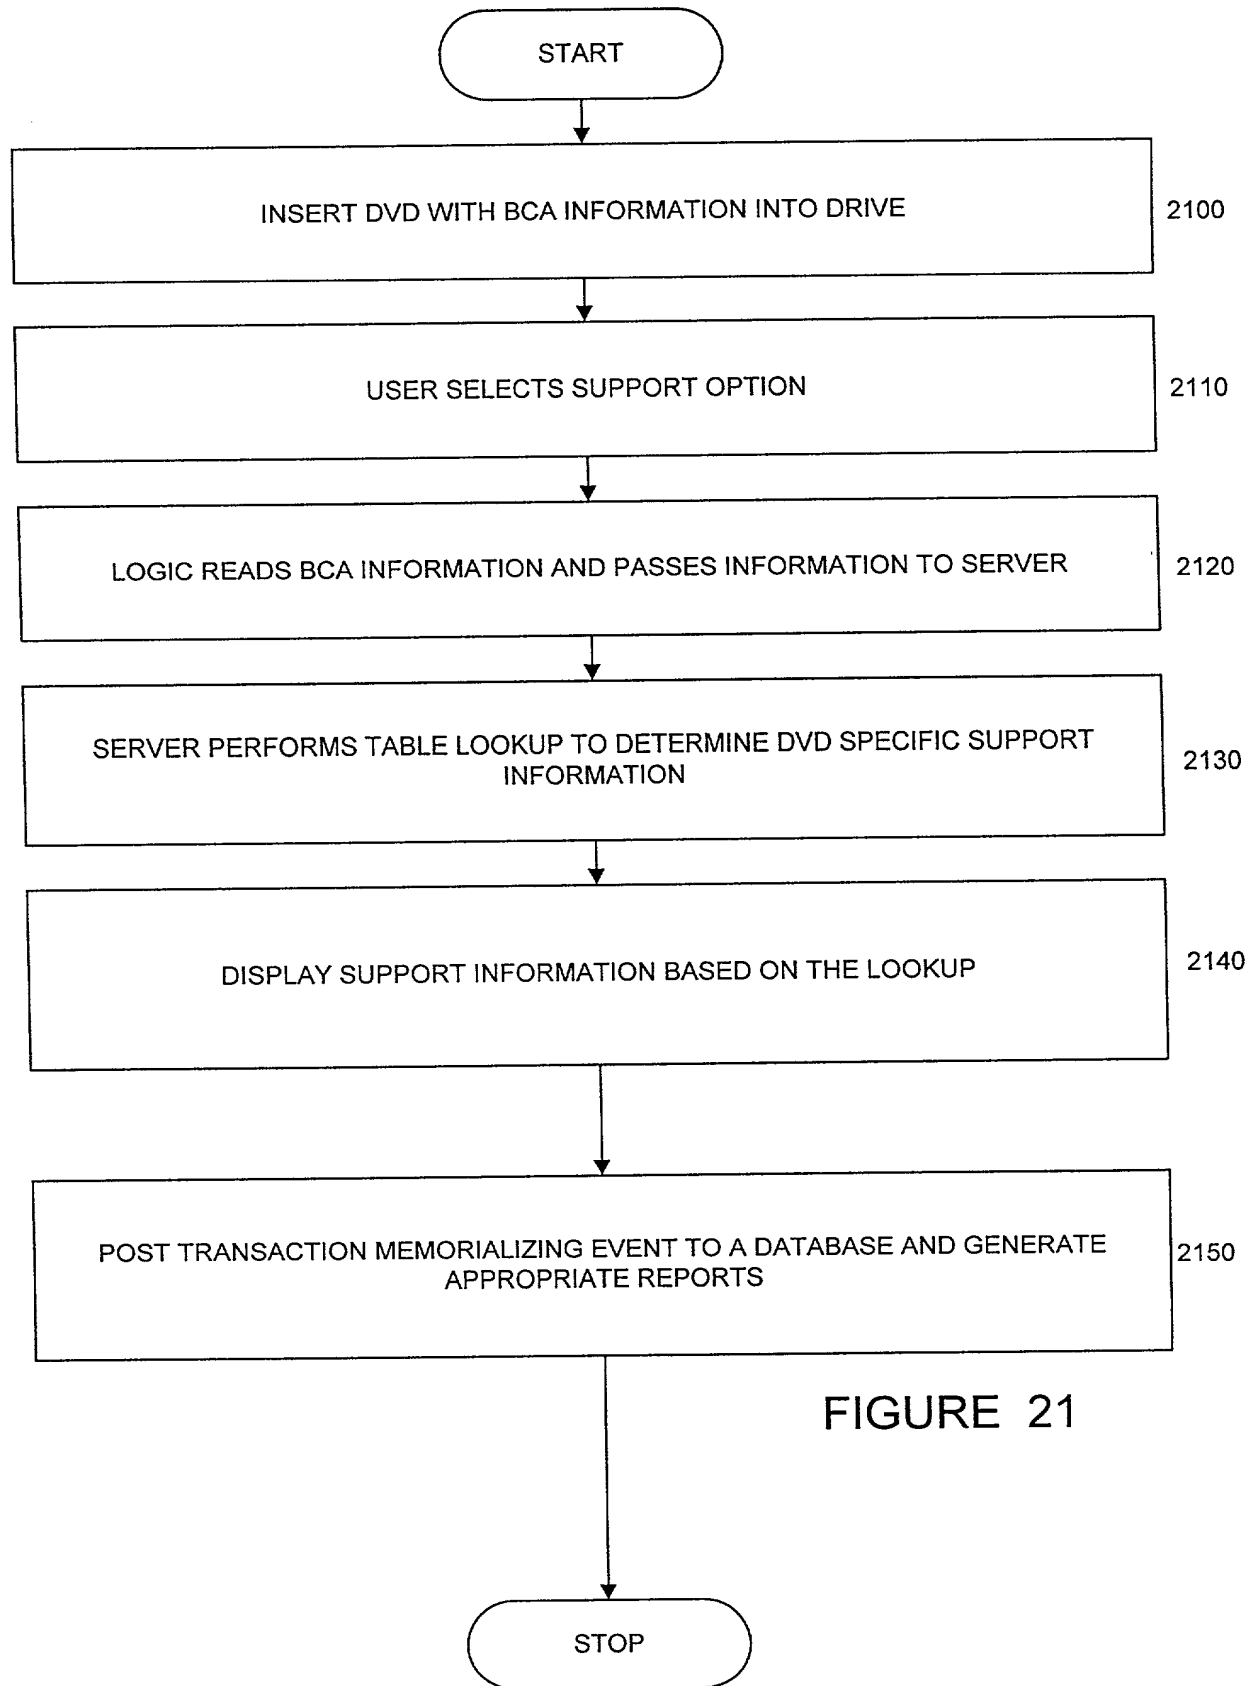 START
INSERT DVD WITH BCA INFORMATION INTO DRIVE
2100
USER SELECTS SUPPORT OPTION
2110
LOGIC READS BCA INFORMATION AND PASSES INFORMATION TO SERVER
2120
SERVER PERFORMS TABLE LOOKUP TO DETERMINE DVD SPECIFIC SUPPORT
INFORMATION
2130
DISPLAY SUPPORT INFORMATION BASED ON THE LOOKUP
2140
POST TRANSACTION MEMORIALIZING EVENT TO A DATABASE AND GENERATE
APPROPRIATE REPORTS
2150
FIGURE 21
STOP